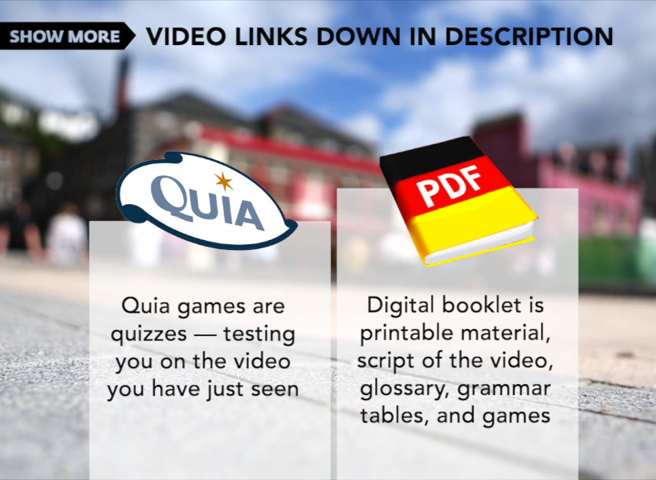 SHOW MORE VIDEO LINKS DOWN IN DESCRIPTION
QUIA
PDF
Quia games are
quizzes — testing
you on the video
you have just seen
Digital booklet is
printable material,
script of the video,
glossary, grammar
tables, and games